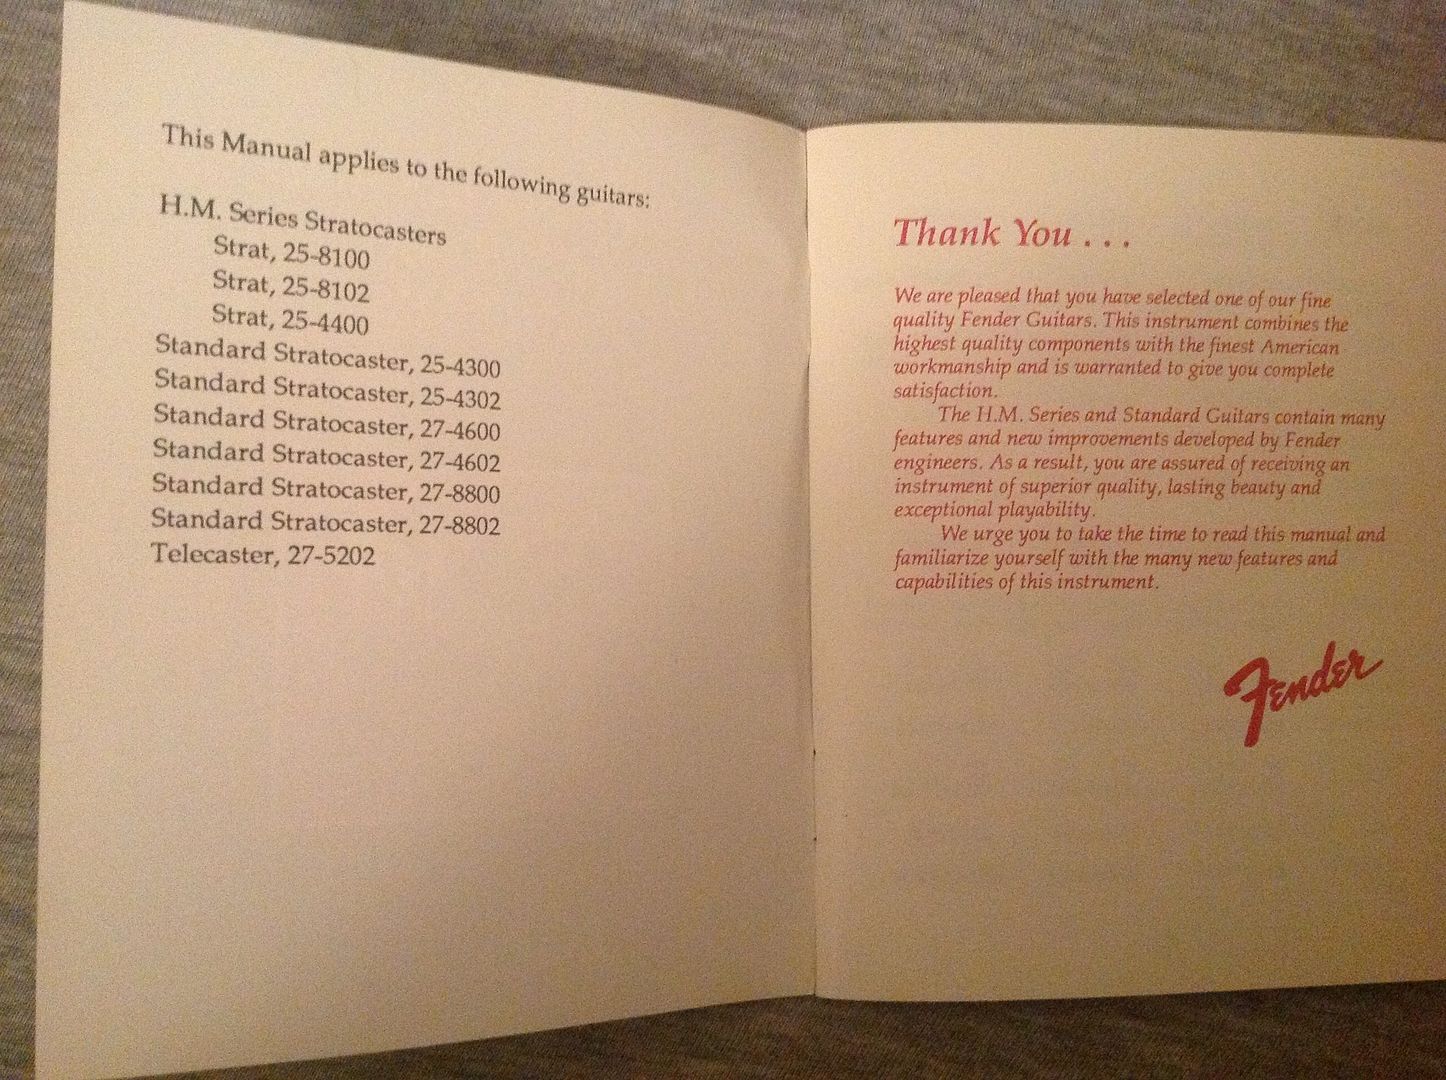 This Manual applies to the following guitars:
H.M. Series Stratocasters
Strat, 25-8100
Strat, 25-8102
Strat, 25-4400
Standard Stratocaster, 25-4300
Standard Stratocaster, 25-4302
Standard Stratocaster, 27-4600
Standard Stratocaster, 27-4602
Standard Stratocaster, 27-8800
Standard Stratocaster, 27-8802
Telecaster, 27-5202
Thank You . . .
We are pleased that you have selected one of our fine
quality Fender Guitars. This instrument combines the
highest quality components with the finest American
workmanship and is warranted to give you complete
satisfaction.
The H.M. Series and Standard Guitars contain many
features and new improvements developed by Fender
engineers. As a result, you are assured of receiving an
instrument of superior quality, lasting beauty and
exceptional playability.
We urge you to take the time to read this manual and
familiarize yourself with the many new features and
capabilities of this instrument.
Fender